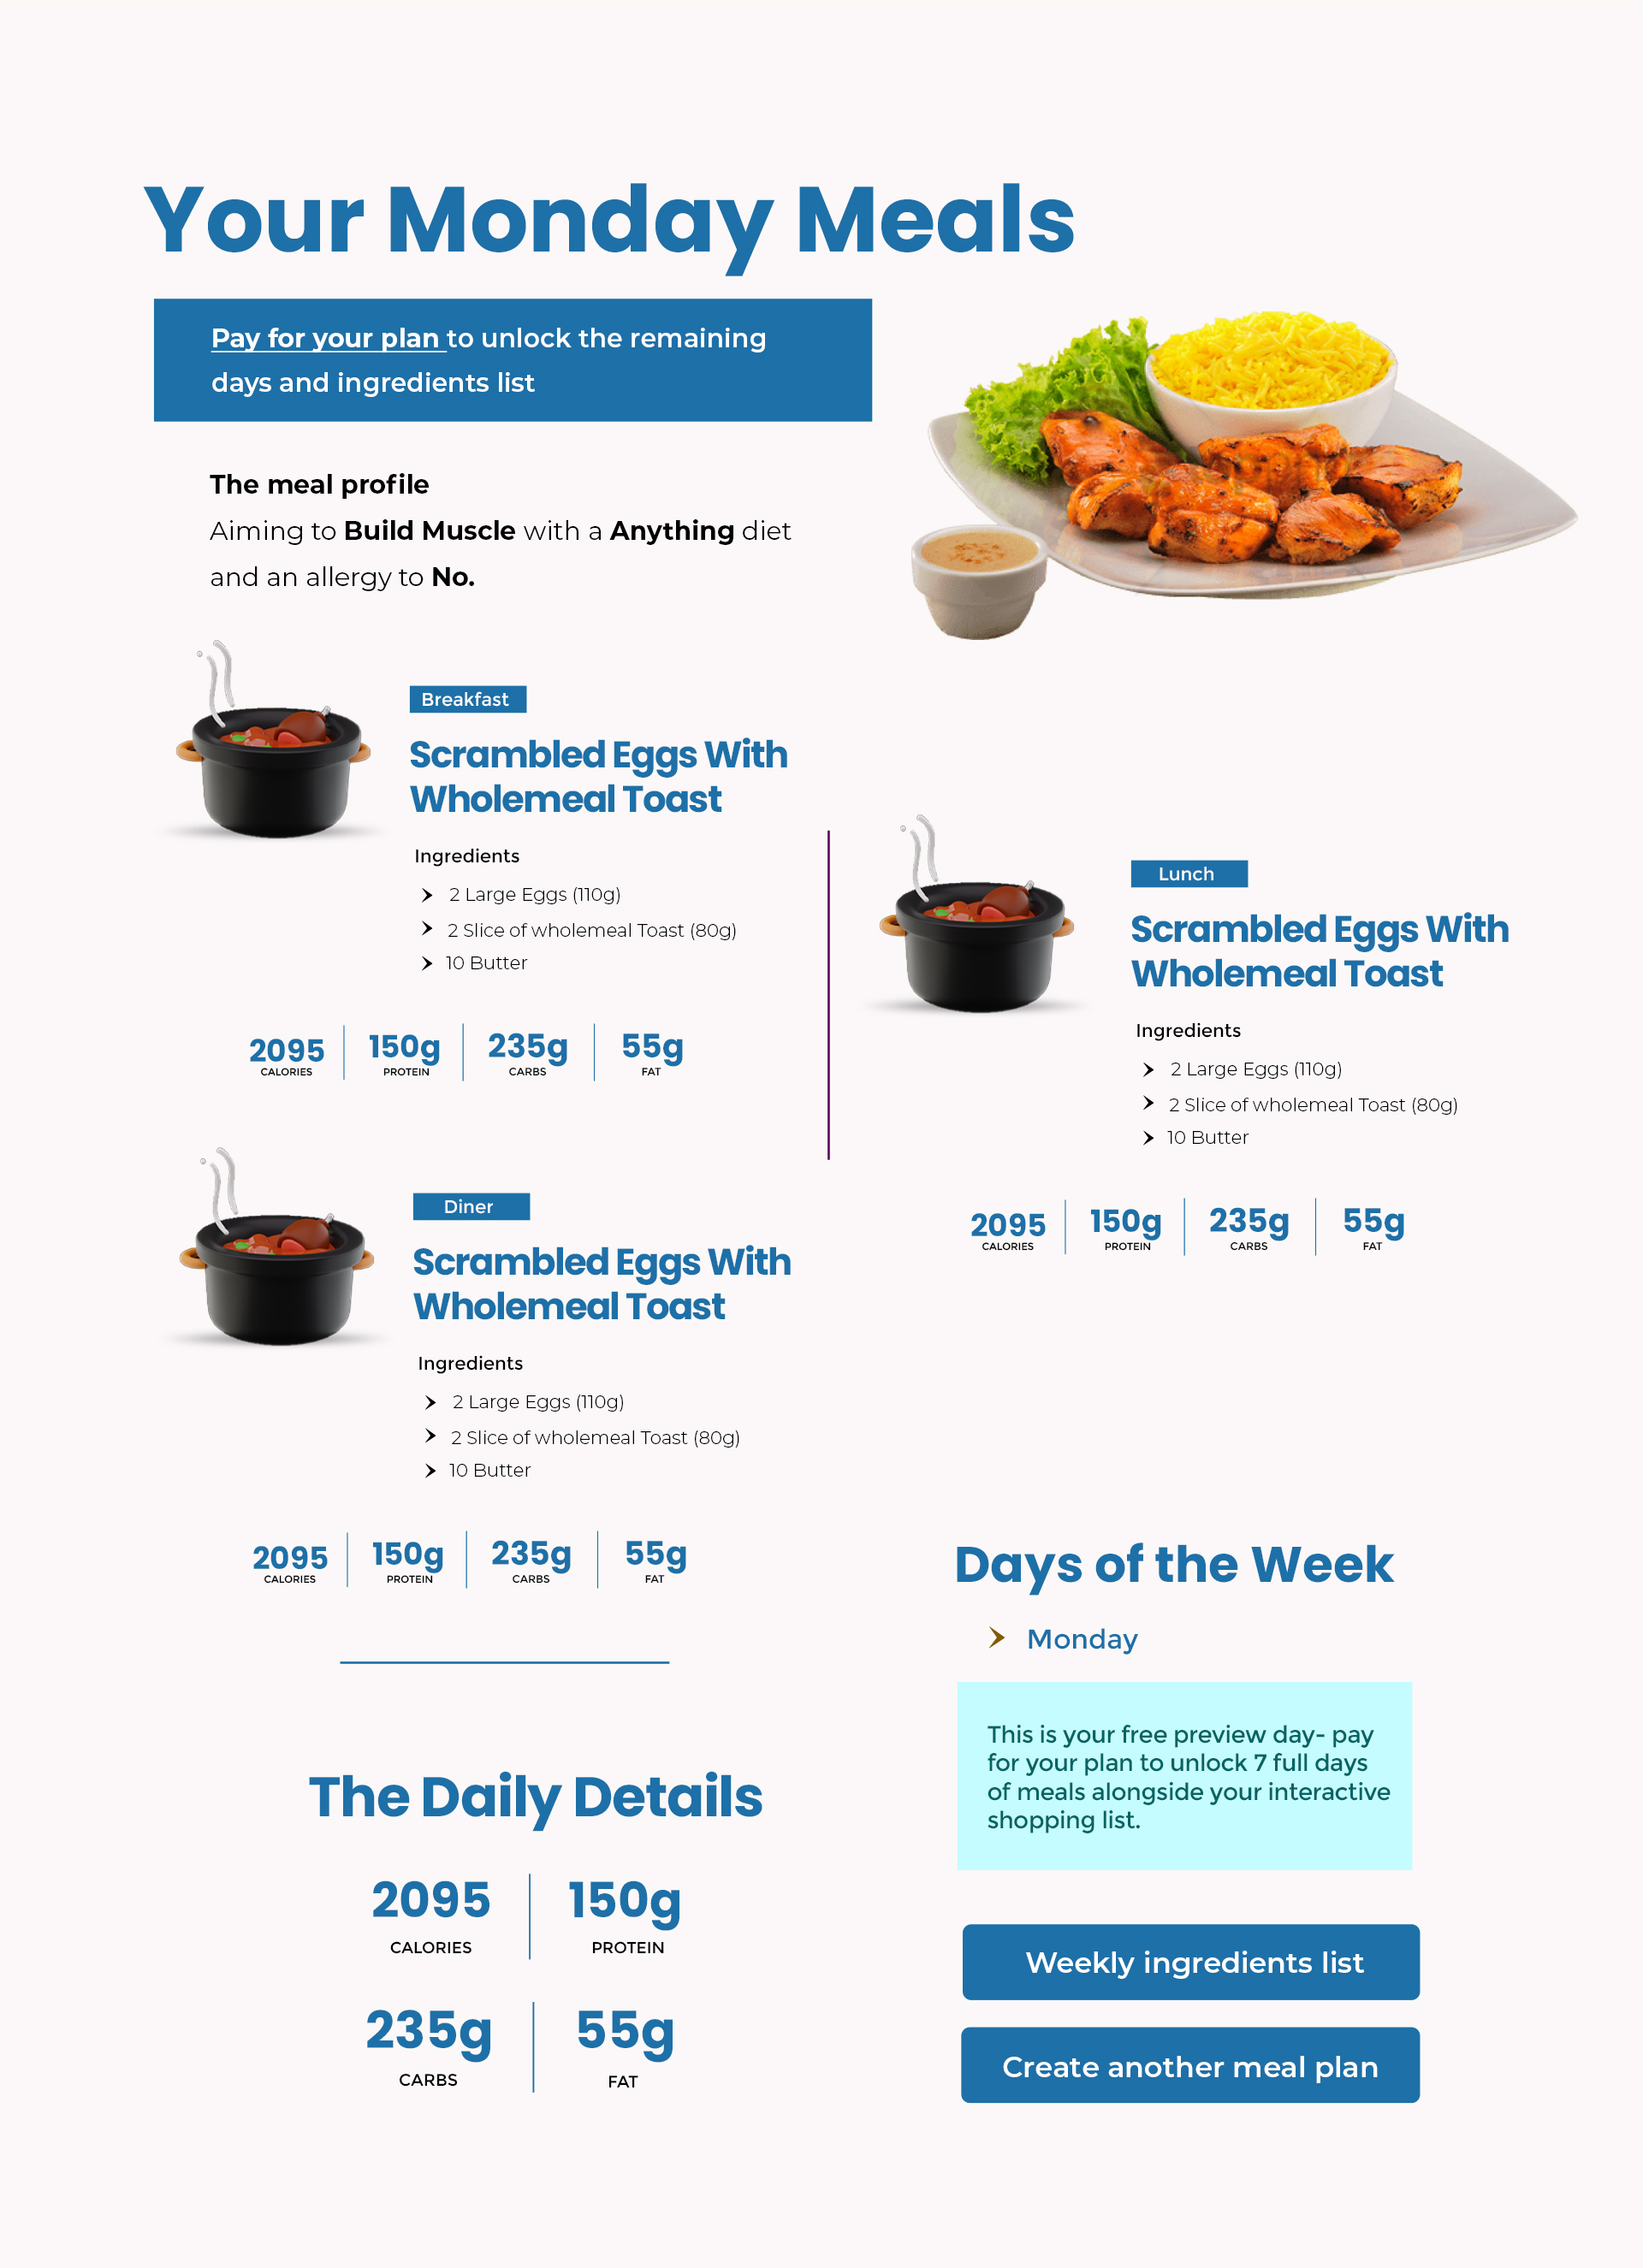 Your Monday Meals
Pay for your plan to unlock the remaining
days and ingredients list
The meal profile
Aiming to Build Muscle with a Anything diet
and an allergy to No.
Breakfast
Scrambled Eggs With
Wholemeal Toast
Ingredients
2 Large Eggs (110g)
2 Slice of wholemeal Toast (80g)
10 Butter
2095 150g 235g 55g
CALORIES PROTEIN CARBS FAT
Lunch
Scrambled Eggs With
Wholemeal Toast
Ingredients
2 Large Eggs (110g)
2 Slice of wholemeal Toast (80g)
10 Butter
2095 150g 235g 55g
CALORIES PROTEIN CARBS FAT
Diner
Scrambled Eggs With
Wholemeal Toast
Ingredients
2 Large Eggs (110g)
2 Slice of wholemeal Toast (80g)
10 Butter
2095 150g 235g 55g
CALORIES PROTEIN CARBS FAT
The Daily Details
2095 150g
CALORIES PROTEIN
235g 55g
CARBS FAT
Days of the Week
Monday
This is your free preview day- pay
for your plan to unlock 7 full days
of meals alongside your interactive
shopping list.
Weekly ingredients list
Create another meal plan